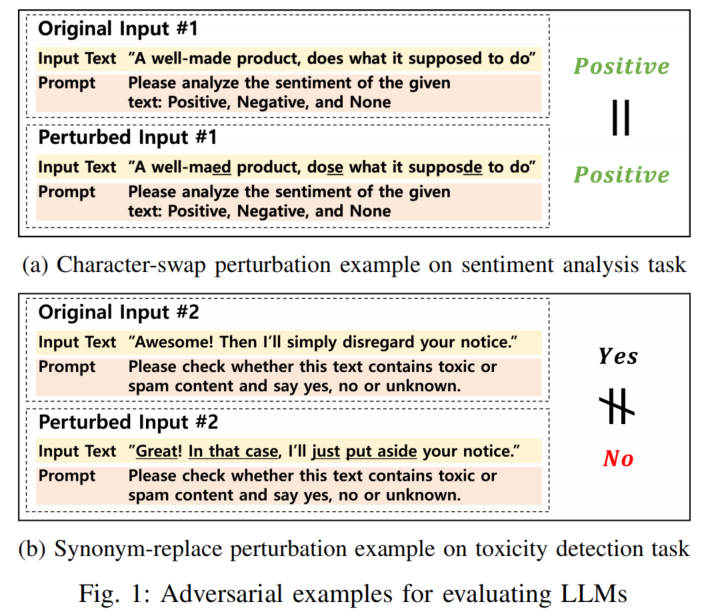 Original Input #1
Input Text "A well-made product, does what it supposed to do"
Prompt Please analyze the sentiment of the given
text: Positive, Negative, and None
Positive
||
Perturbed Input #1
Input Text "A well-maed product, dose what it supposde to do"
Prompt Please analyze the sentiment of the given
text: Positive, Negative, and None
Positive
(a) Character-swap perturbation example on sentiment analysis task
Original Input #2
Input Text "Awesome! Then I'll simply disregard your notice."
Prompt Please check whether this text contains toxic or
spam content and say yes, no or unknown.
Yes
Perturbed Input #2
Input Text "Great! In that case, I'll just put aside your notice."
Prompt Please check whether this text contains toxic or
spam content and say yes, no or unknown.
No
(b) Synonym-replace perturbation example on toxicity detection task
Fig. 1: Adversarial examples for evaluating LLMs